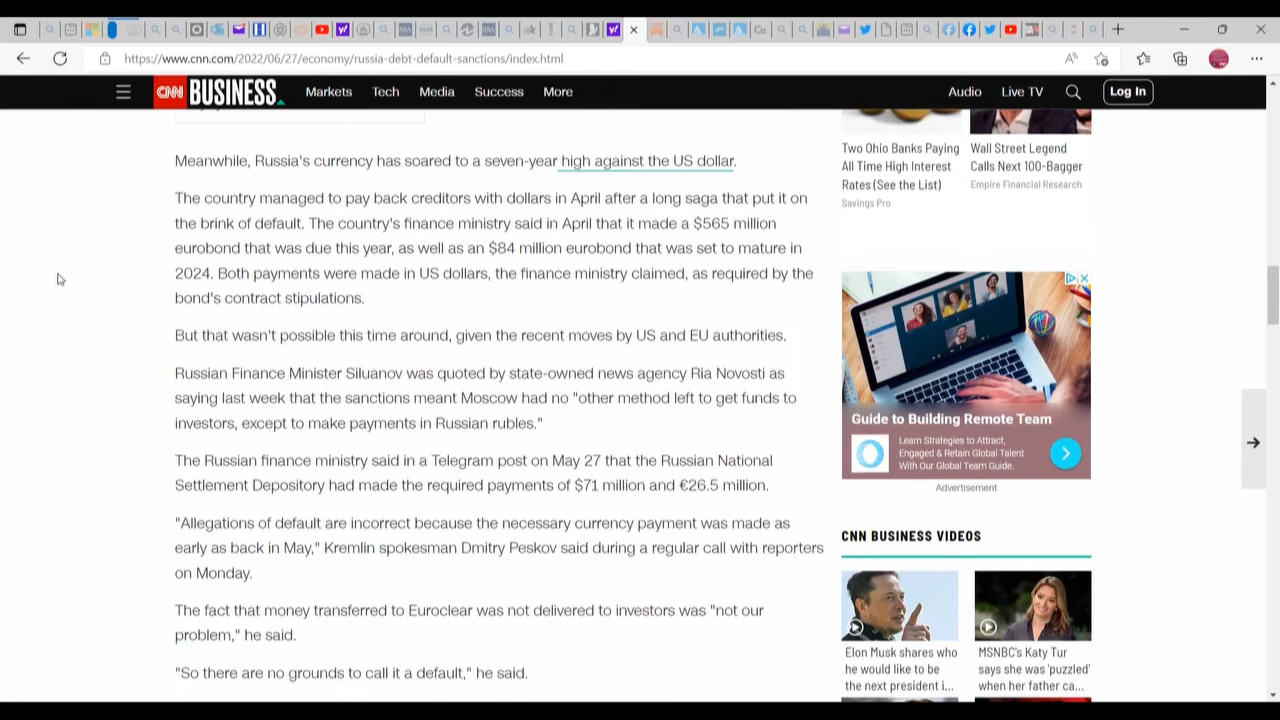 https://www.cnn.com/2022/06/27/economy/russia-debt-default-sanctions/index.html
CNN BUSINESS
Markets
Tech
Media
Success
More
Audio
Live TV
Log In
Meanwhile, Russia's currency has soared to a seven-year high against the US dollar.
The country managed to pay back creditors with dollars in April after a long saga that put it on
the brink of default. The country's finance ministry said in April that it made a $565 million
eurobond that was due this year, as well as an $84 million eurobond that was set to mature in
2024. Both payments were made in US dollars, the finance ministry claimed, as required by the
bond's contract stipulations.
But that wasn't possible this time around, given the recent moves by US and EU authorities.
Russian Finance Minister Siluanov was quoted by state-owned news agency Ria Novosti as
saying last week that the sanctions meant Moscow had no "other method left to get funds to
investors, except to make payments in Russian rubles."
The Russian finance ministry said in a Telegram post on May 27 that the Russian National
Settlement Depository had made the required payments of $71 million and €26.5 million.
"Allegations of default are incorrect because the necessary currency payment was made as
early as back in May," Kremlin spokesman Dmitry Peskov said during a regular call with reporters
on Monday.
The fact that money transferred to Euroclear was not delivered to investors was "not our
problem," he said.
"So there are no grounds to call it a default," he said.
Two Ohio Banks Paying
All Time High Interest
Rates (See the List)
Savings Pro
Wall Street Legend
Calls Next 100-Bagger
Empire Financial Research
Guide to Building Remote Team
Learn Strategies to Attract,
Engaged & Retain Global Talent
With Our Global Team Guide.
Advertisement
CNN BUSINESS VIDEOS
Elon Musk shares who
he would like to be
the next president i...
MSNBC's Katy Tur
says she was 'puzzled'
when her father ca...